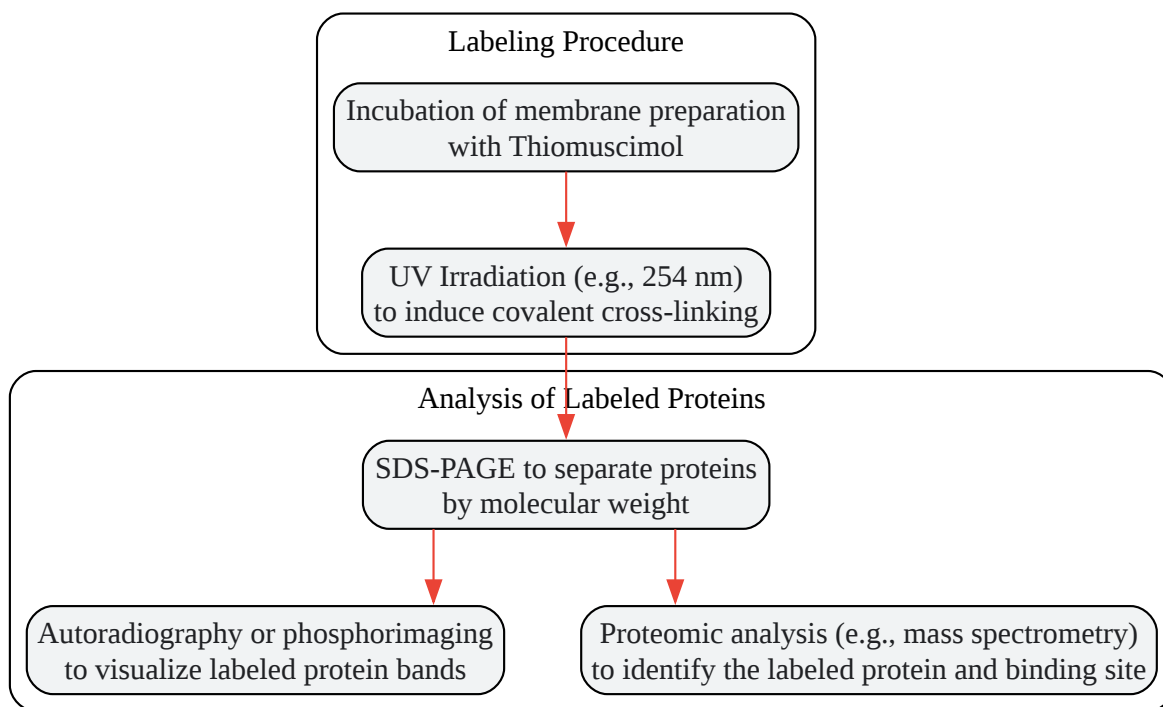 Labeling Procedure
Incubation of membrane preparation
with Thiomuscimol
UV Irradiation (e.g., 254 nm)
to induce covalent cross-linking
Analysis of Labeled Proteins
SDS-PAGE to separate proteins
by molecular weight
Autoradiography or phosphorimaging
to visualize labeled protein bands
Proteomic analysis (e.g., mass spectrometry)
to identify the labeled protein and binding site